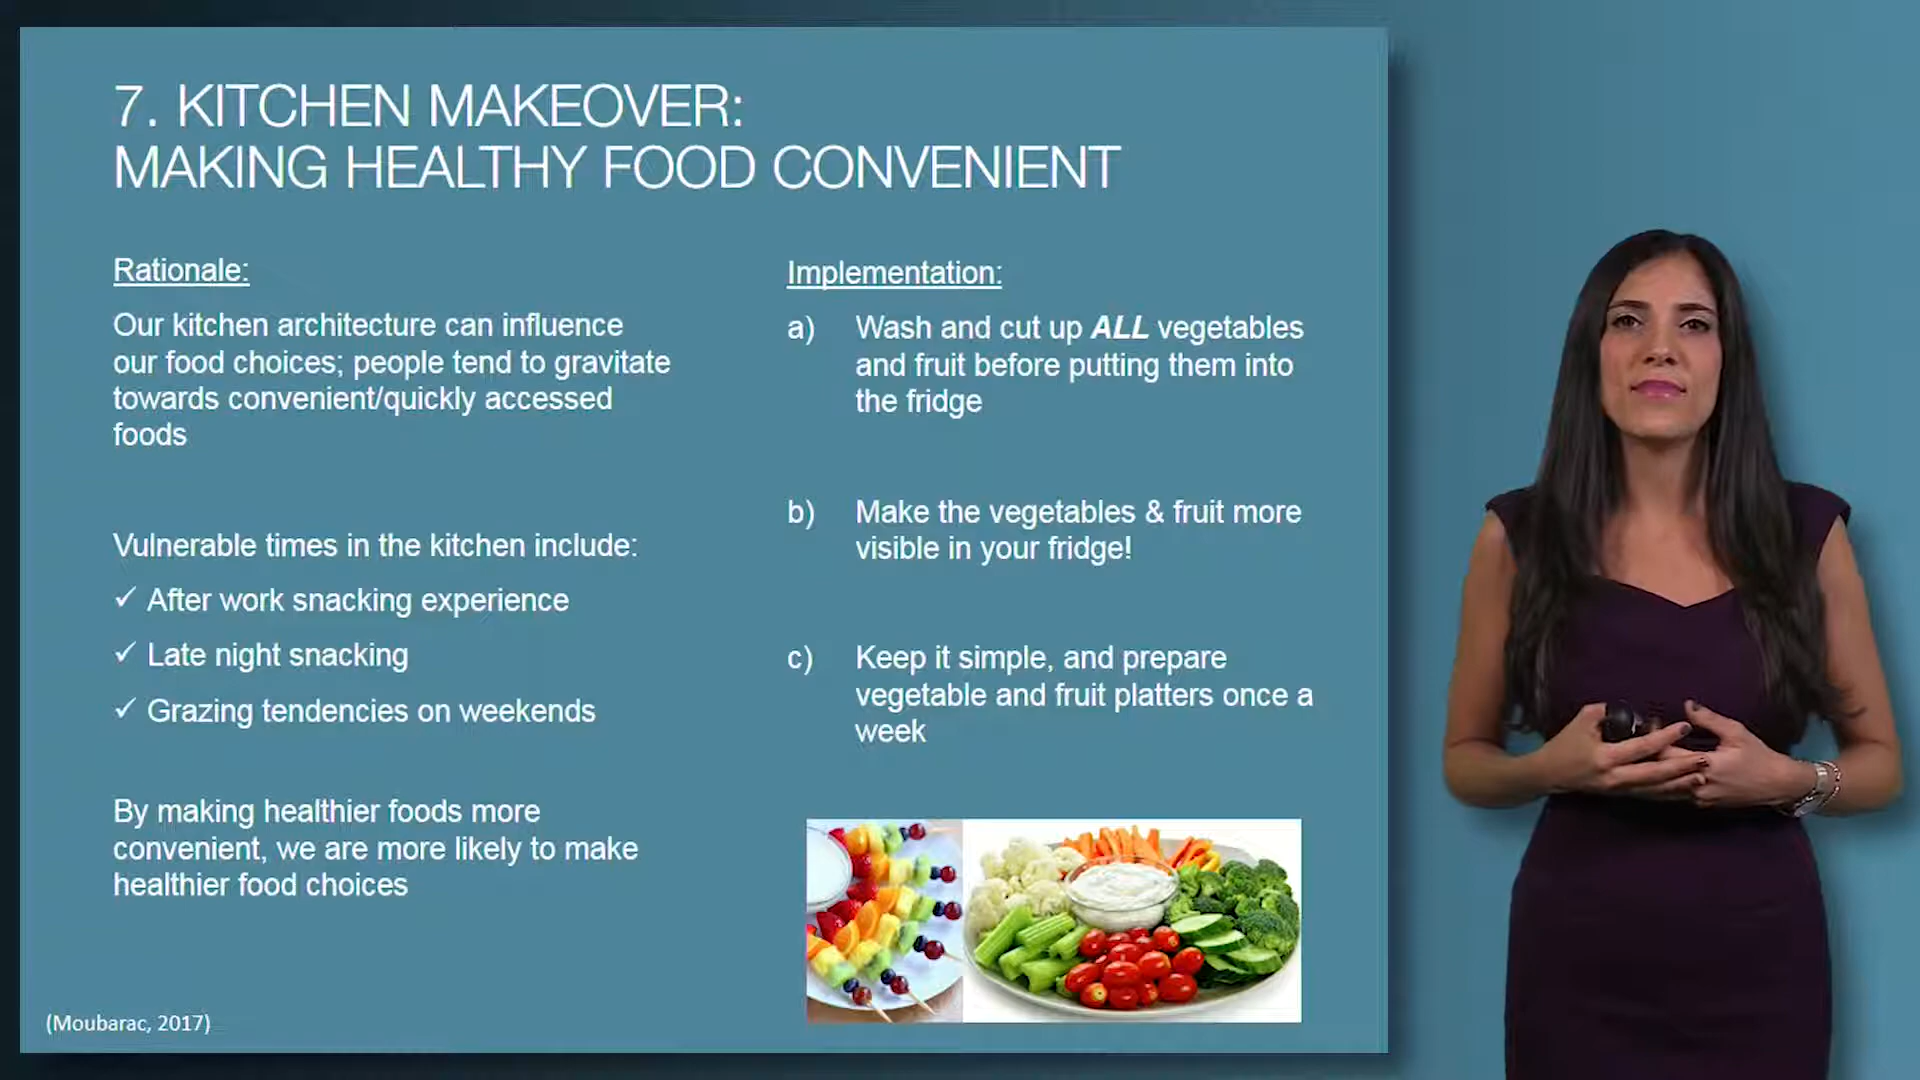 7. KITCHEN MAKEOVER:
MAKING HEALTHY FOOD CONVENIENT
Rationale:
Our kitchen architecture can influence
our food choices; people tend to gravitate
towards convenient/quickly accessed
foods
Vulnerable times in the kitchen include:
✓ After work snacking experience
✓ Late night snacking
✓ Grazing tendencies on weekends
By making healthier foods more
convenient, we are more likely to make
healthier food choices
(Moubarac, 2017)
Implementation:
a) Wash and cut up ALL vegetables
and fruit before putting them into
the fridge
b) Make the vegetables & fruit more
visible in your fridge!
c) Keep it simple, and prepare
vegetable and fruit platters once a
week